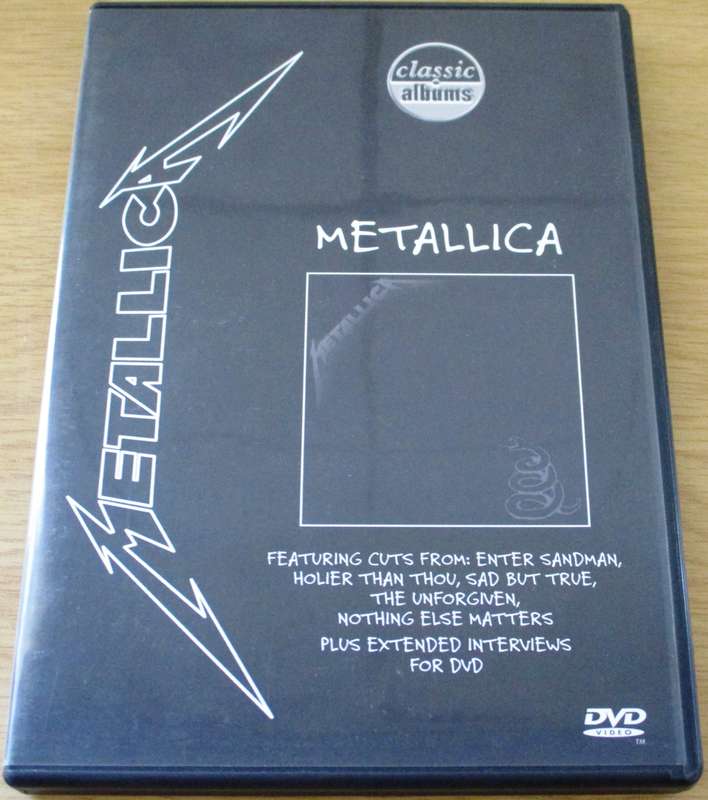 classic
albums
METALLICA
METALLICA
METALLICA
FEATURING CUTS FROM: ENTER SANDMAN,
HOLIER THAN THOU, SAD BUT TRUE,
THE UNFORGIVEN,
NOTHING ELSE MATTERS
PLUS EXTENDED INTERVIEWS
FOR DVD
DVD
VIDEO
TM